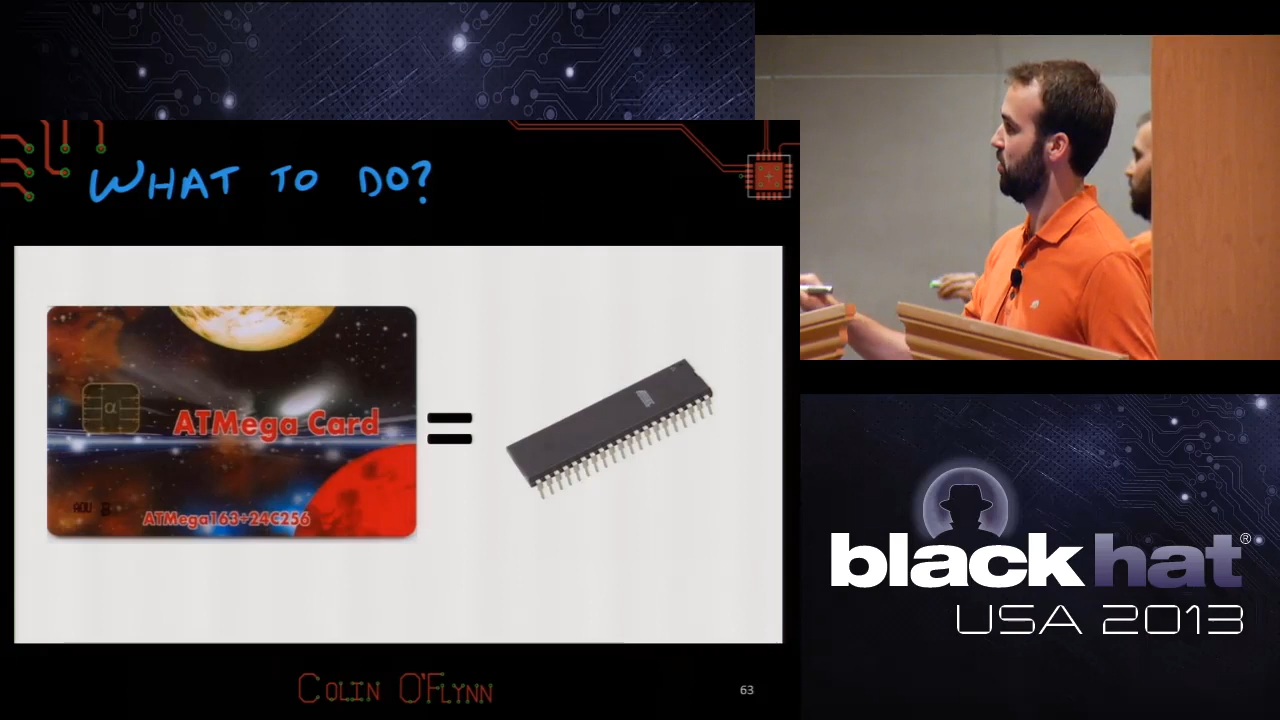 WHAT TO DO?
α
ATMega Card
=
ATMega163+24C256
COLIN O'FLYNN
63
black hat®
USA 2013